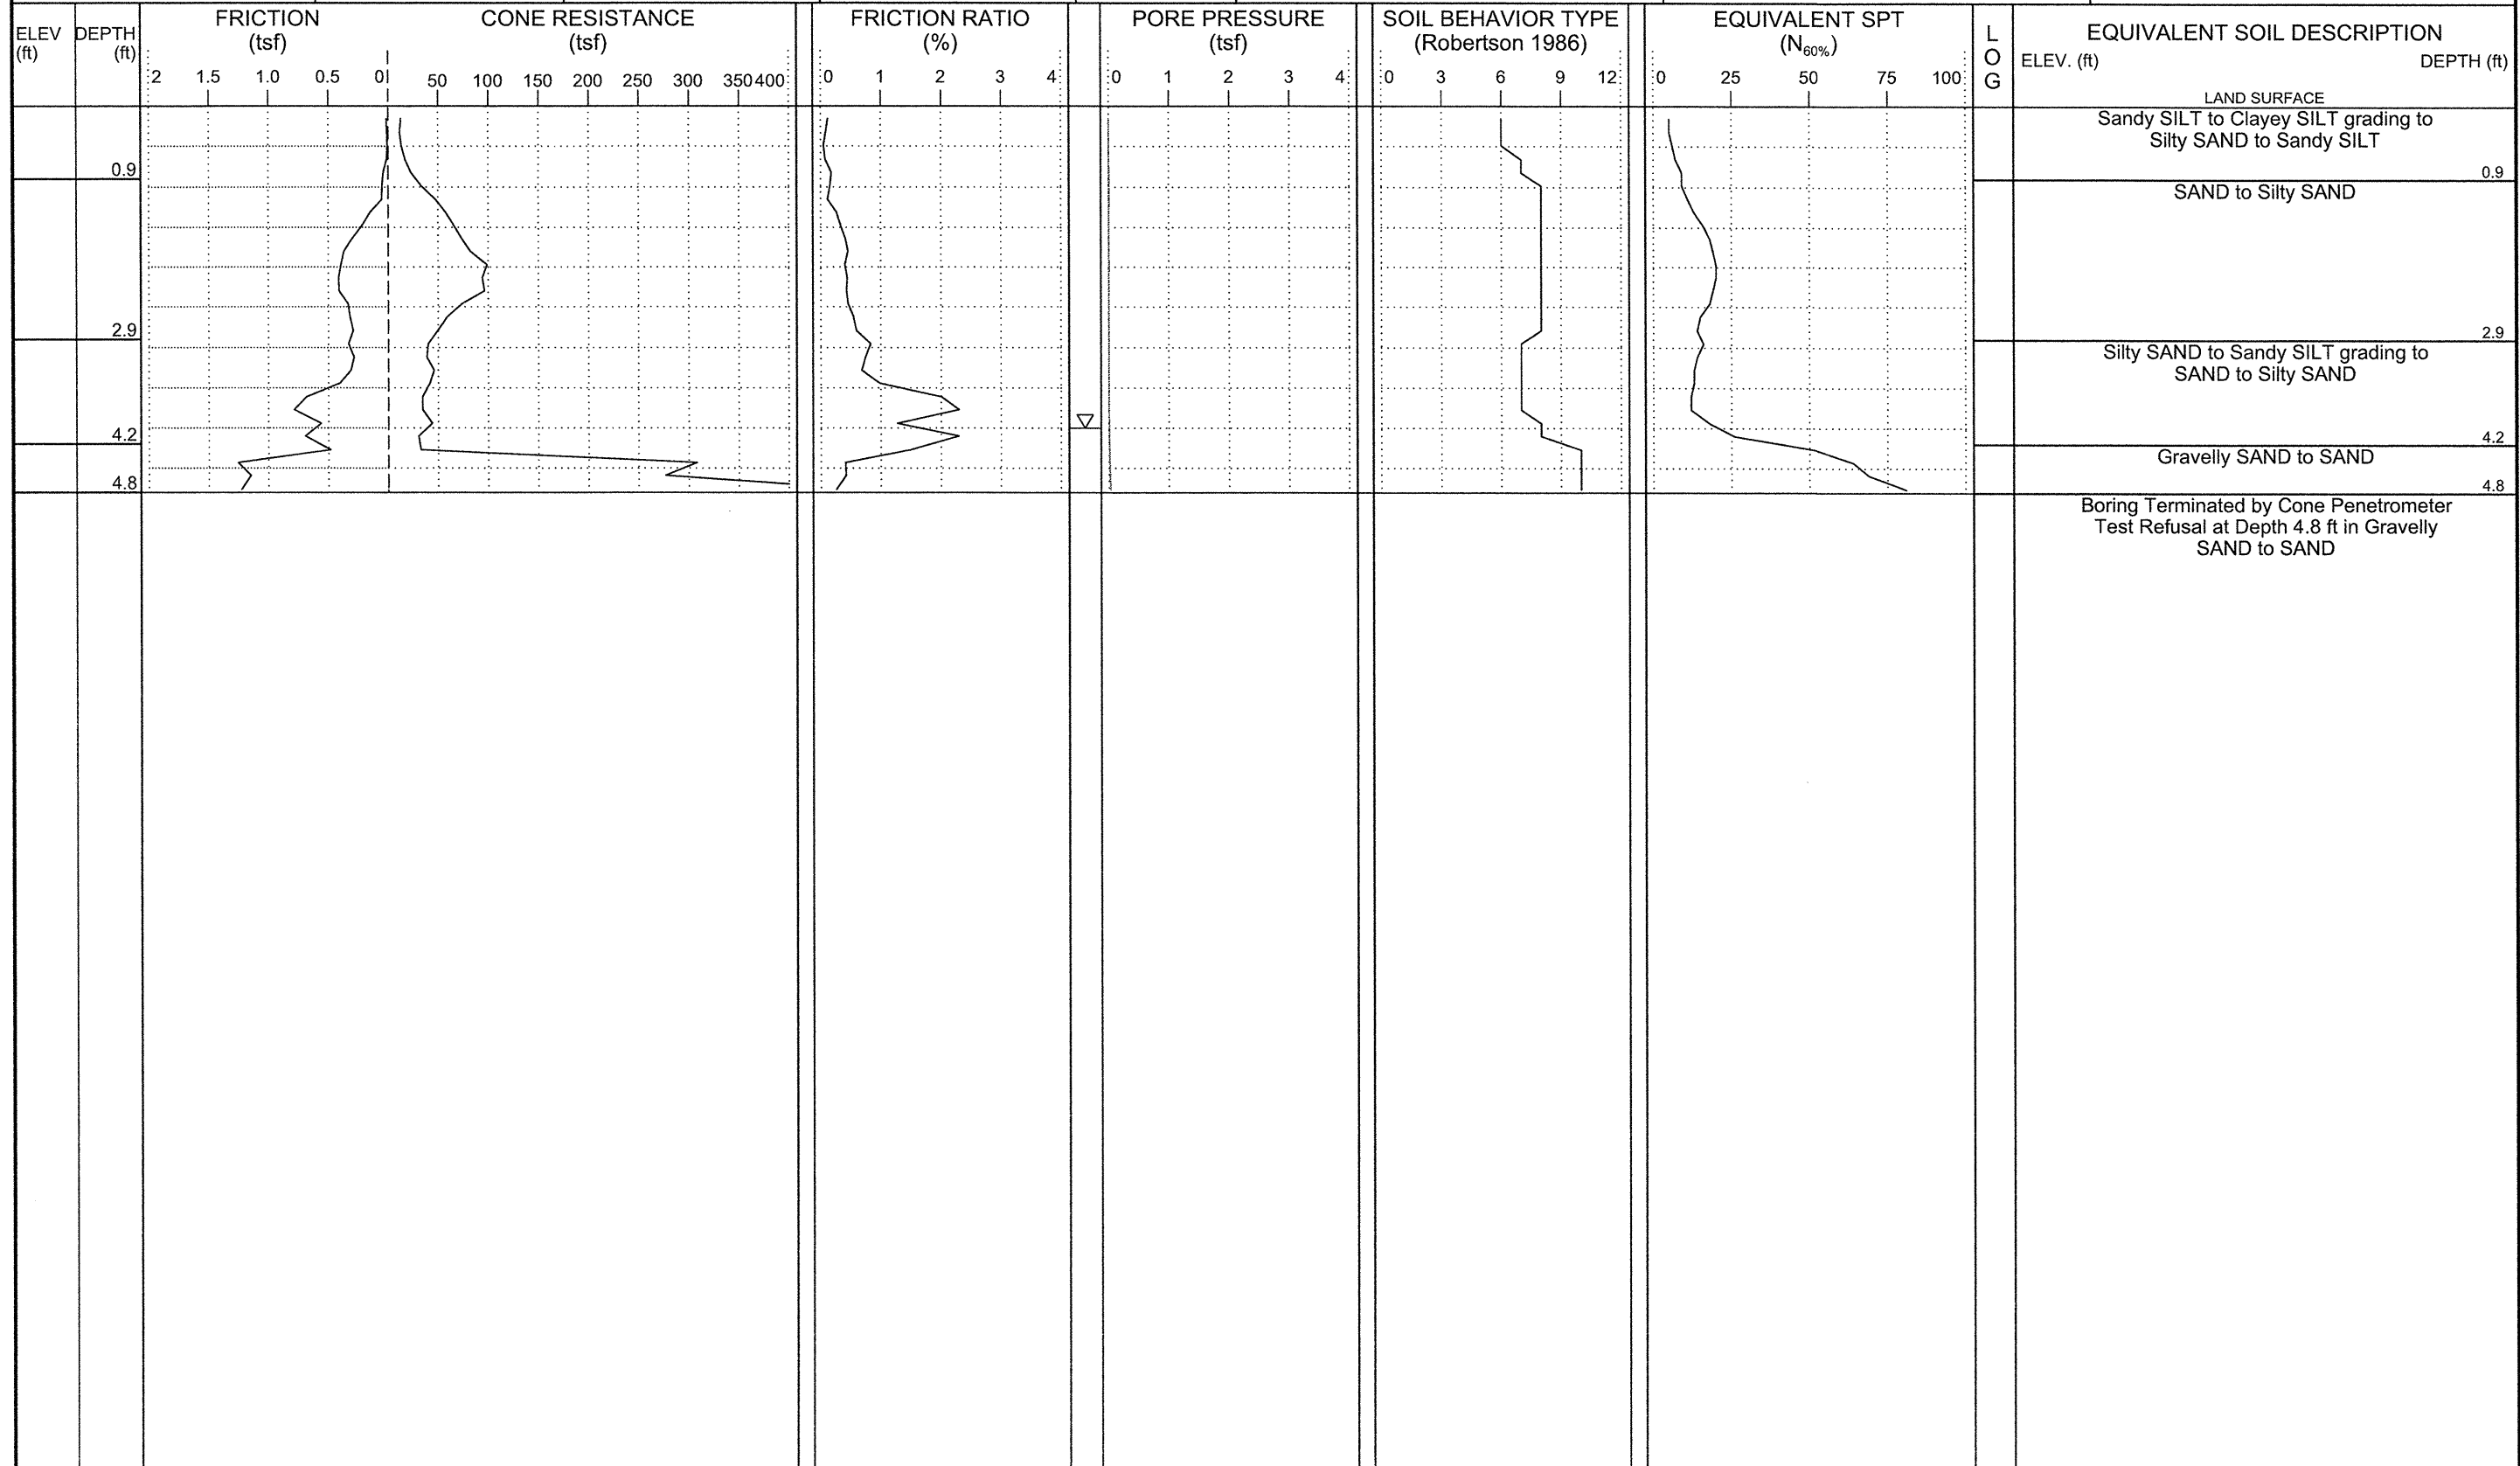 ELEV
(ft)
DEPTH
(ft)
FRICTION
(tsf)
2 1.5 1.0 0.5 0
CONE RESISTANCE
(tsf)
50 100 150 200 250 300 350 400
FRICTION RATIO
(%)
0 1 2 3 4
PORE PRESSURE
(tsf)
0 1 2 3 4
SOIL BEHAVIOR TYPE
(Robertson 1986)
0 3 6 9 12
EQUIVALENT SPT
(N60%)
0 25 50 75 100
L
O
G
EQUIVALENT SOIL DESCRIPTION
ELEV. (ft) DEPTH (ft)
LAND SURFACE
0.9
2.9
4.2
4.8
Sandy SILT to Clayey SILT grading to
Silty SAND to Sandy SILT
0.9
SAND to Silty SAND
2.9
Silty SAND to Sandy SILT grading to
SAND to Silty SAND
4.2
Gravelly SAND to SAND
4.8
Boring Terminated by Cone Penetrometer
Test Refusal at Depth 4.8 ft in Gravelly
SAND to SAND